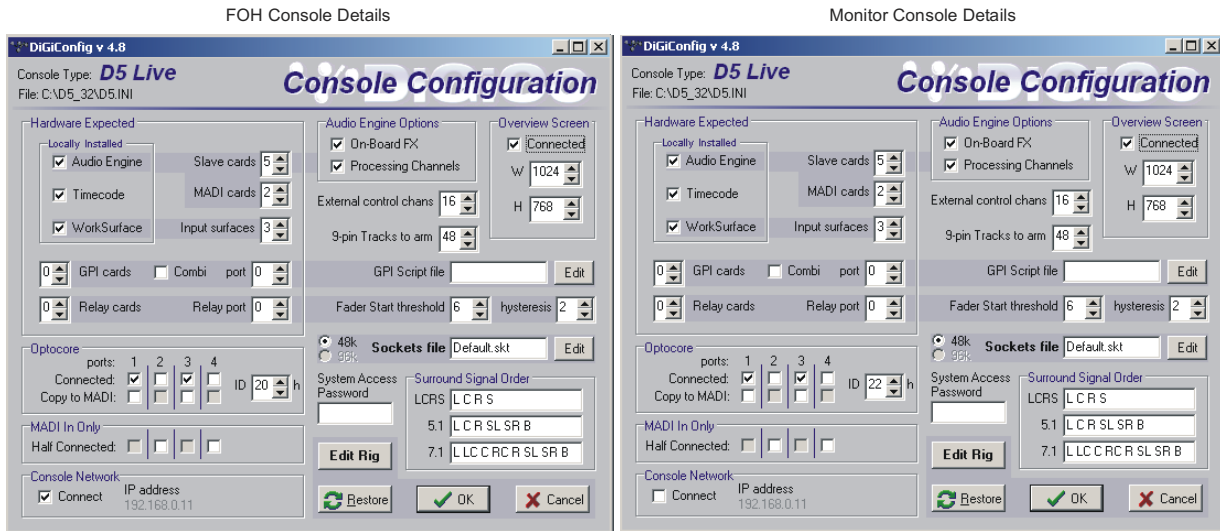 FOH Console Details
DiGiConfig v 4.8
Console Type: D5 Live
File: C:\D5_32\D5.INI
DiGiCo
Console Configuration
Hardware Expected
Locally Installed
Audio Engine
Timecode
WorkSurface
Slave cards 5
MADI cards 2
Input surfaces 3
Audio Engine Options
On-Board FX
Processing Channels
Overview Screen
Connected
W 1024
H 768
External control chans 16
9-pin Tracks to arm 48
0 GPI cards Combi port 0
GPI Script file Edit
0 Relay cards Relay port 0
Fader Start threshold 6 hysteresis 2
48k
96k
Sockets file Default.skt Edit
Optocore
ports: 1 2 3 4
Connected:
Copy to MADI:
ID 20 h
System Access
Password
Surround Signal Order
LCRS L C R S
5.1 L C R SL SR B
7.1 L LC C RC R SL SR B
MADI In Only
Half Connected:
Edit Rig
Console Network
Connect
IP address
192.168.0.11
Restore
OK
Cancel
Monitor Console Details
DiGiConfig v 4.8
Console Type: D5 Live
File: C:\D5_32\D5.INI
DiGiCo
Console Configuration
Hardware Expected
Locally Installed
Audio Engine
Timecode
WorkSurface
Slave cards 5
MADI cards 2
Input surfaces 3
Audio Engine Options
On-Board FX
Processing Channels
Overview Screen
Connected
W 1024
H 768
External control chans 16
9-pin Tracks to arm 48
0 GPI cards Combi port 0
GPI Script file Edit
0 Relay cards Relay port 0
Fader Start threshold 6 hysteresis 2
48k
96k
Sockets file Default.skt Edit
Optocore
ports: 1 2 3 4
Connected:
Copy to MADI:
ID 22 h
System Access
Password
Surround Signal Order
LCRS L C R S
5.1 L C R SL SR B
7.1 L LC C RC R SL SR B
MADI In Only
Half Connected:
Edit Rig
Console Network
Connect
IP address
192.168.0.11
Restore
OK
Cancel